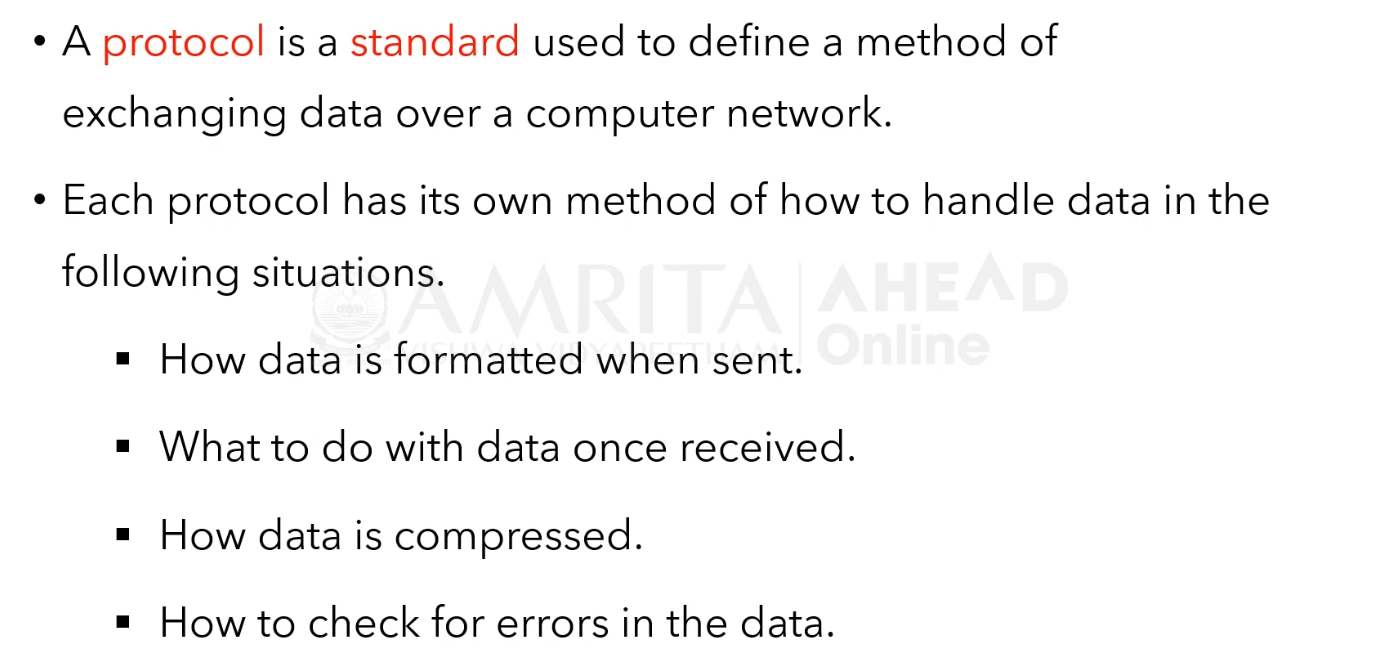 • A protocol is a standard used to define a method of
exchanging data over a computer network.
• Each protocol has its own method of how to handle data in the
following situations.
AMRITA AHEAD
VISHWA VIDYAPEETHAM Online
▪ How data is formatted when sent.
▪ What to do with data once received.
▪ How data is compressed.
▪ How to check for errors in the data.